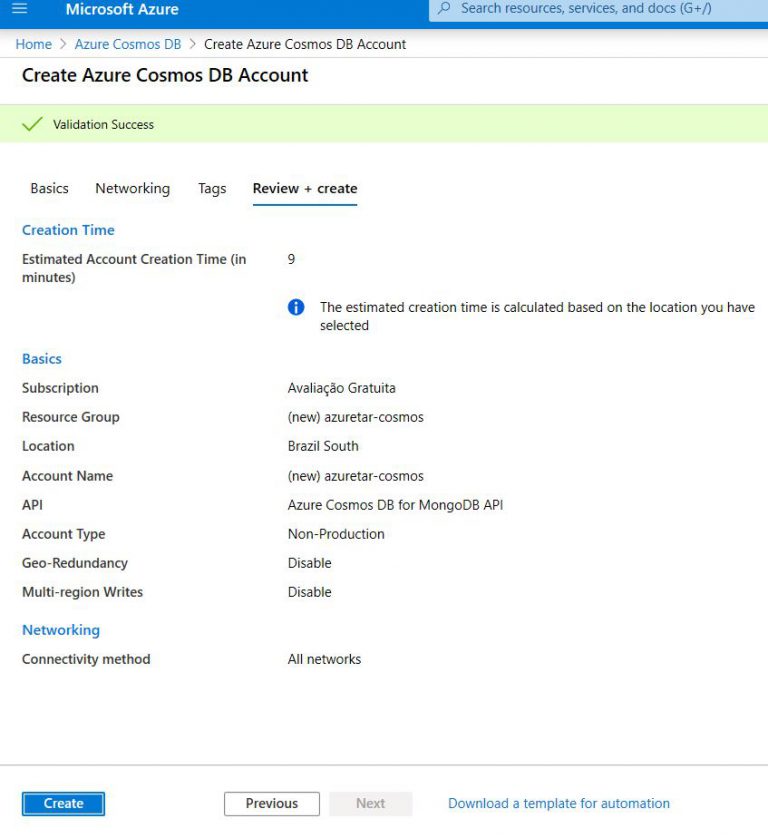 Microsoft Azure
Search resources, services, and docs (G+/)
Home > Azure Cosmos DB > Create Azure Cosmos DB Account
Create Azure Cosmos DB Account
Validation Success
Basics Networking Tags Review + create
Creation Time
Estimated Account Creation Time (in 9
minutes)
The estimated creation time is calculated based on the location you have
selected
Basics
Subscription Avaliação Gratuita
Resource Group (new) azuretar-cosmos
Location Brazil South
Account Name (new) azuretar-cosmos
API Azure Cosmos DB for MongoDB API
Account Type Non-Production
Geo-Redundancy Disable
Multi-region Writes Disable
Networking
Connectivity method All networks
Create Previous Next Download a template for automation